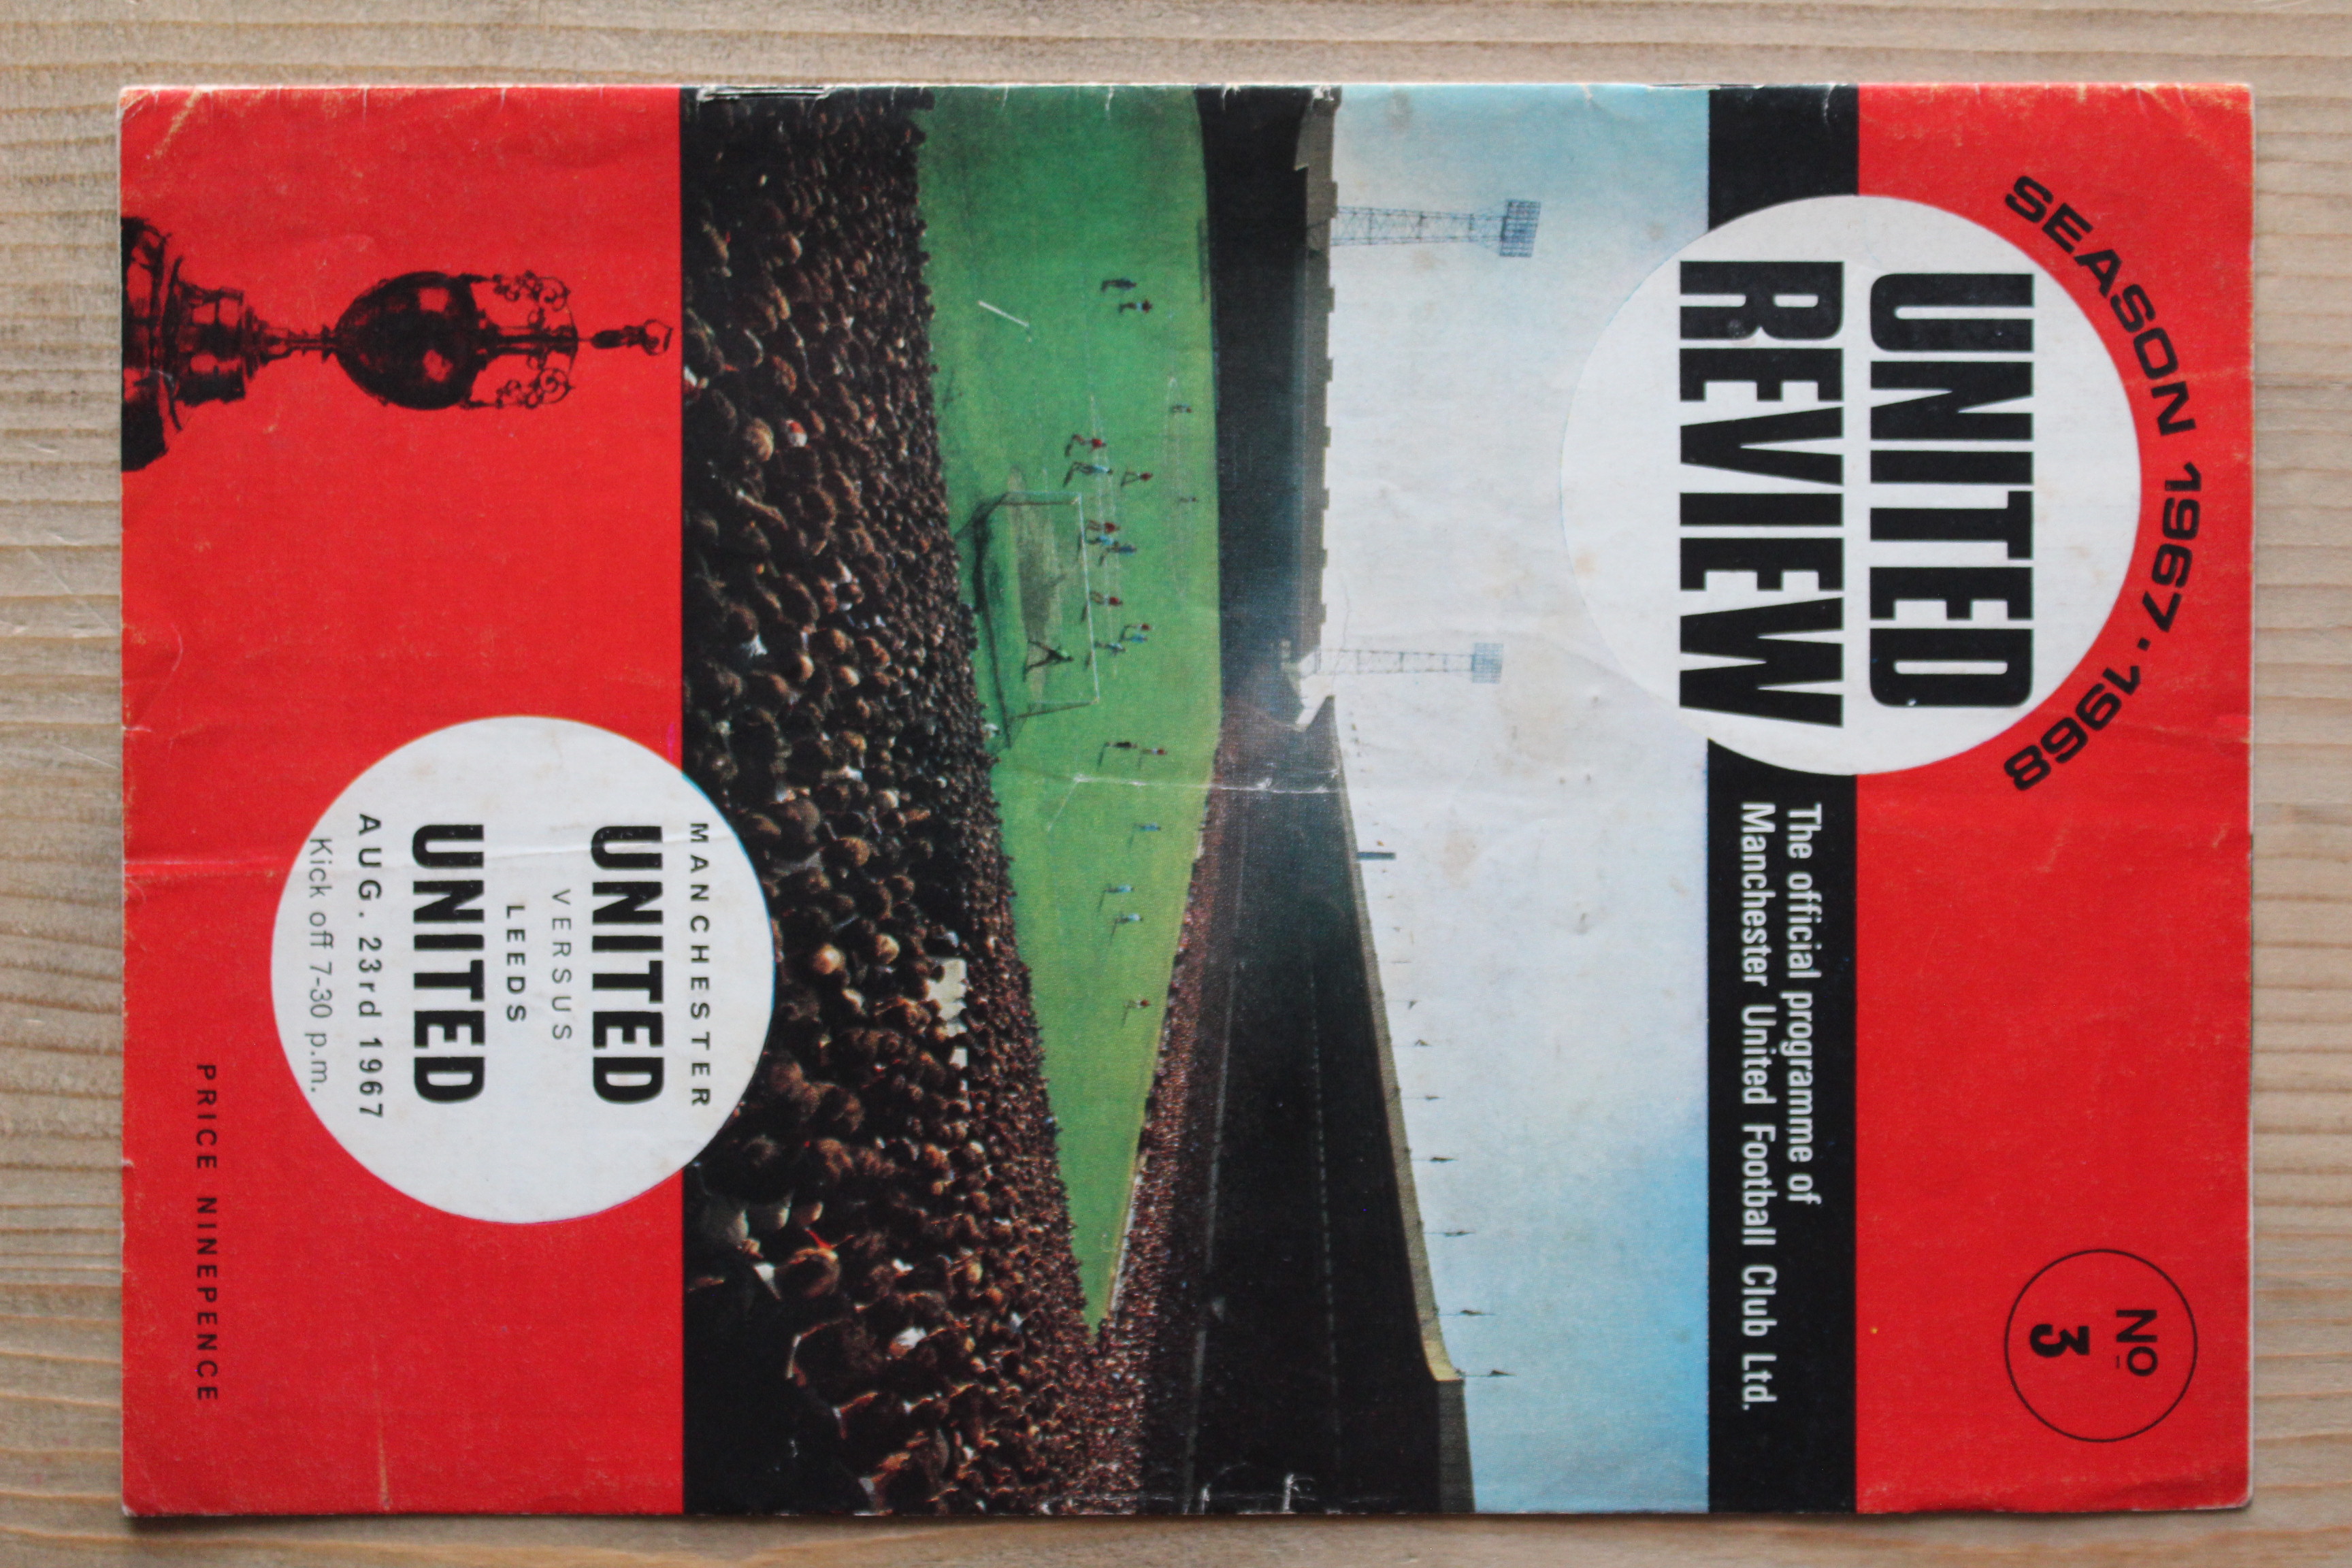 SEASON 1967·1968
UNITED
REVIEW
No
3
The official programme of
Manchester United Football Club Ltd.
MANCHESTER
UNITED
VERSUS
LEEDS
UNITED
AUG. 23rd 1967
Kick off 7-30 p.m.
PRICE NINEPENCE